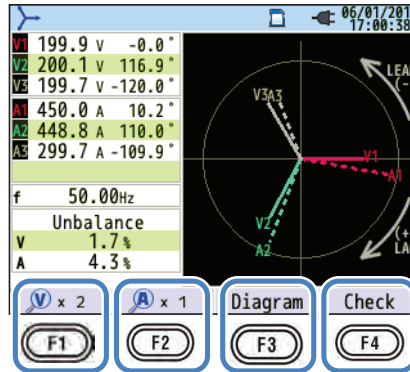 06/01/201
17:00:38
V1 199.9 V -0.0°
V2 200.1 V 116.9°
V3 199.7 V -120.0°
A1 450.0 A 10.2°
A2 448.8 A 110.0°
A3 299.7 A -109.9°
f 50.00Hz
Unbalance
V 1.7%
A 4.3%
LEA
(-
V3A3
V1
A1
V2
A2
(+
LA
V × 2
A × 1
Diagram
Check
F1
F2
F3
F4